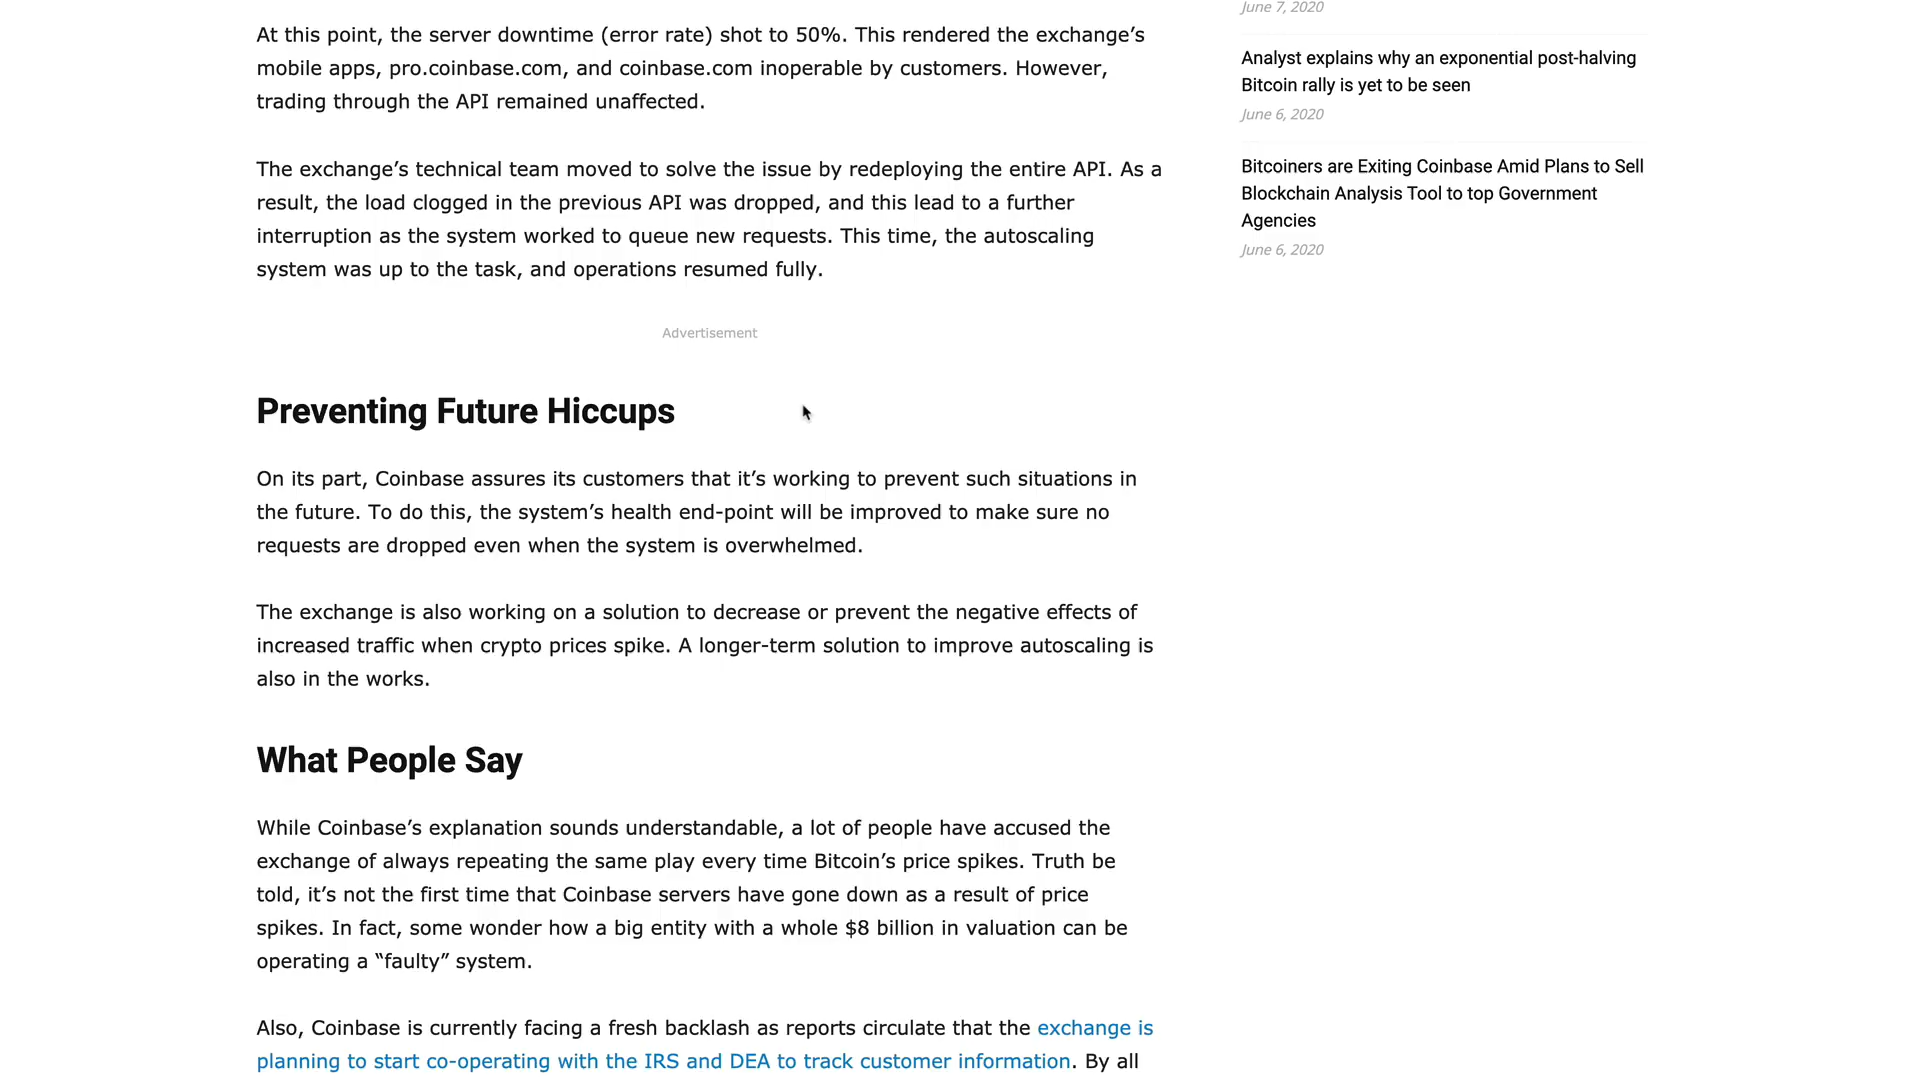 At this point, the server downtime (error rate) shot to 50%. This rendered the exchange’s
mobile apps, pro.coinbase.com, and coinbase.com inoperable by customers. However,
trading through the API remained unaffected.
The exchange’s technical team moved to solve the issue by redeploying the entire API. As a
result, the load clogged in the previous API was dropped, and this lead to a further
interruption as the system worked to queue new requests. This time, the autoscaling
system was up to the task, and operations resumed fully.
Advertisement
Preventing Future Hiccups
On its part, Coinbase assures its customers that it’s working to prevent such situations in
the future. To do this, the system’s health end-point will be improved to make sure no
requests are dropped even when the system is overwhelmed.
The exchange is also working on a solution to decrease or prevent the negative effects of
increased traffic when crypto prices spike. A longer-term solution to improve autoscaling is
also in the works.
What People Say
While Coinbase’s explanation sounds understandable, a lot of people have accused the
exchange of always repeating the same play every time Bitcoin’s price spikes. Truth be
told, it’s not the first time that Coinbase servers have gone down as a result of price
spikes. In fact, some wonder how a big entity with a whole $8 billion in valuation can be
operating a “faulty” system.
Also, Coinbase is currently facing a fresh backlash as reports circulate that the exchange is
planning to start co-operating with the IRS and DEA to track customer information. By all
June 7, 2020
Analyst explains why an exponential post-halving
Bitcoin rally is yet to be seen
June 6, 2020
Bitcoiners are Exiting Coinbase Amid Plans to Sell
Blockchain Analysis Tool to top Government
Agencies
June 6, 2020